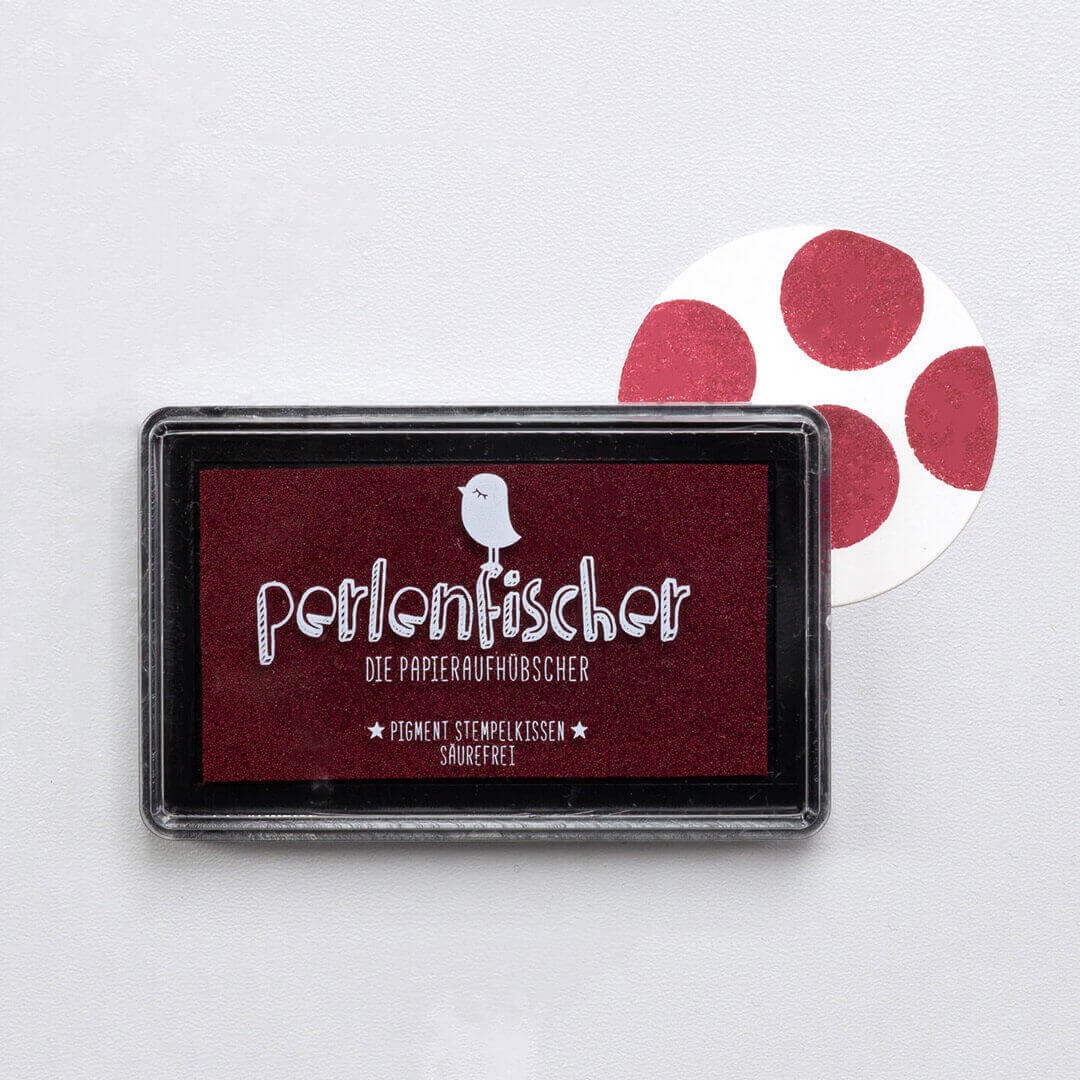 perlenfischer
DIE PAPIERAUFHÜBSCHER
★ PIGMENT STEMPELKISSEN ★
SÄUREFREI